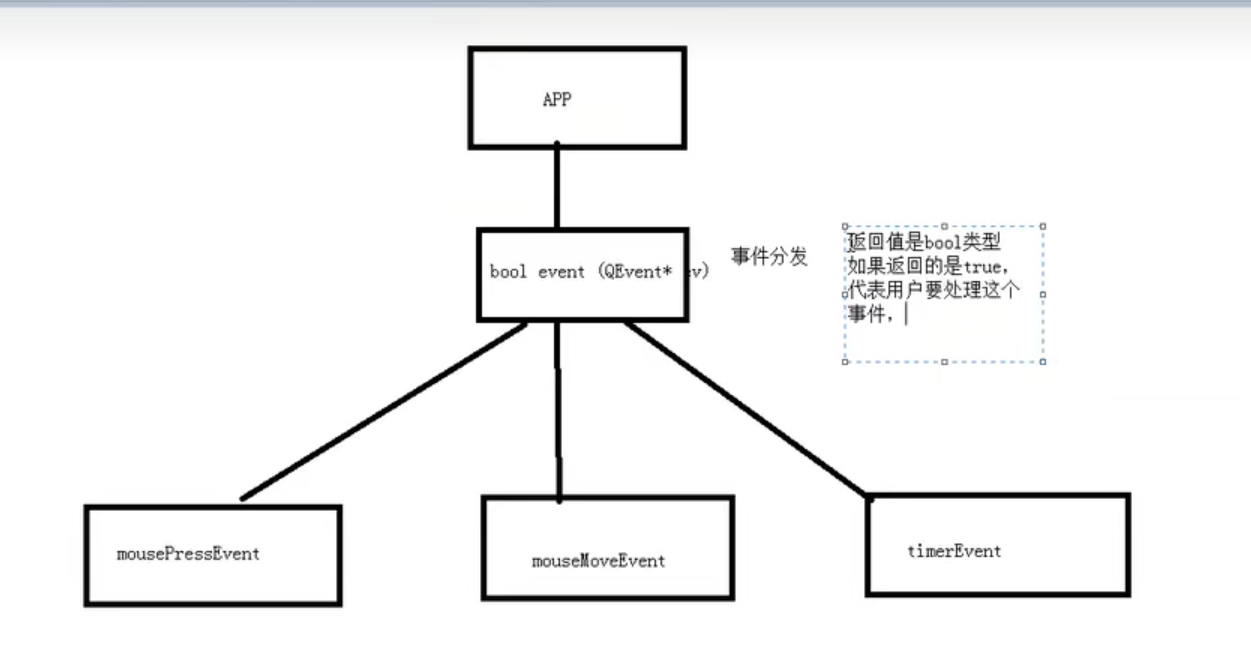 APP
bool event (QEvent* ev)
事件分发
返回值是bool类型
如果返回的是true，
代表用户要处理这个
事件，
mousePressEvent
mouseMoveEvent
timerEvent